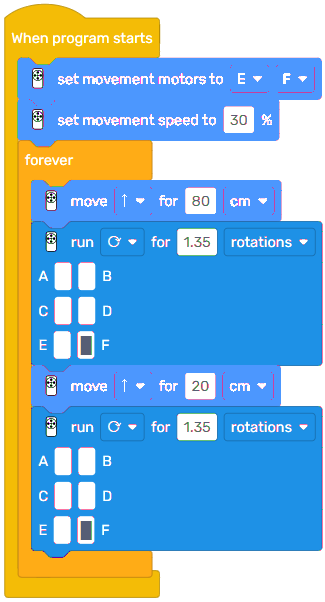 When program starts
set movement motors to E F
set movement speed to 30 %
forever
move ↑ for 80 cm
run for 1.35 rotations
A B
C D
E F
move ↑ for 20 cm
run for 1.35 rotations
A B
C D
E F